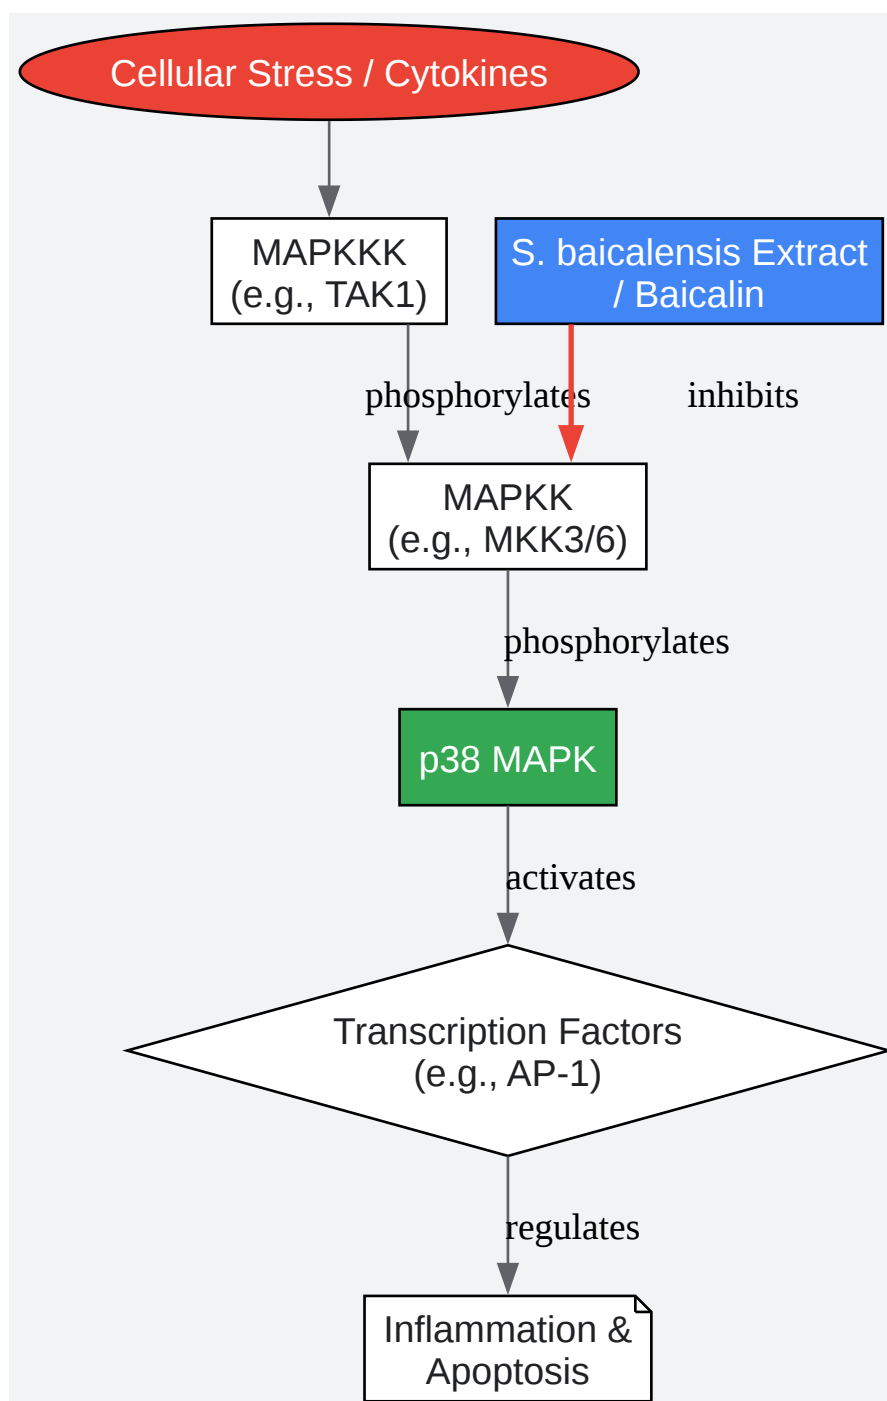 Cellular Stress / Cytokines
MAPKKK
(e.g., TAK1)
S. baicalensis Extract
/ Baicalin
phosphorylates
inhibits
MAPKK
(e.g., MKK3/6)
phosphorylates
p38 MAPK
activates
Transcription Factors
(e.g., AP-1)
regulates
Inflammation &
Apoptosis